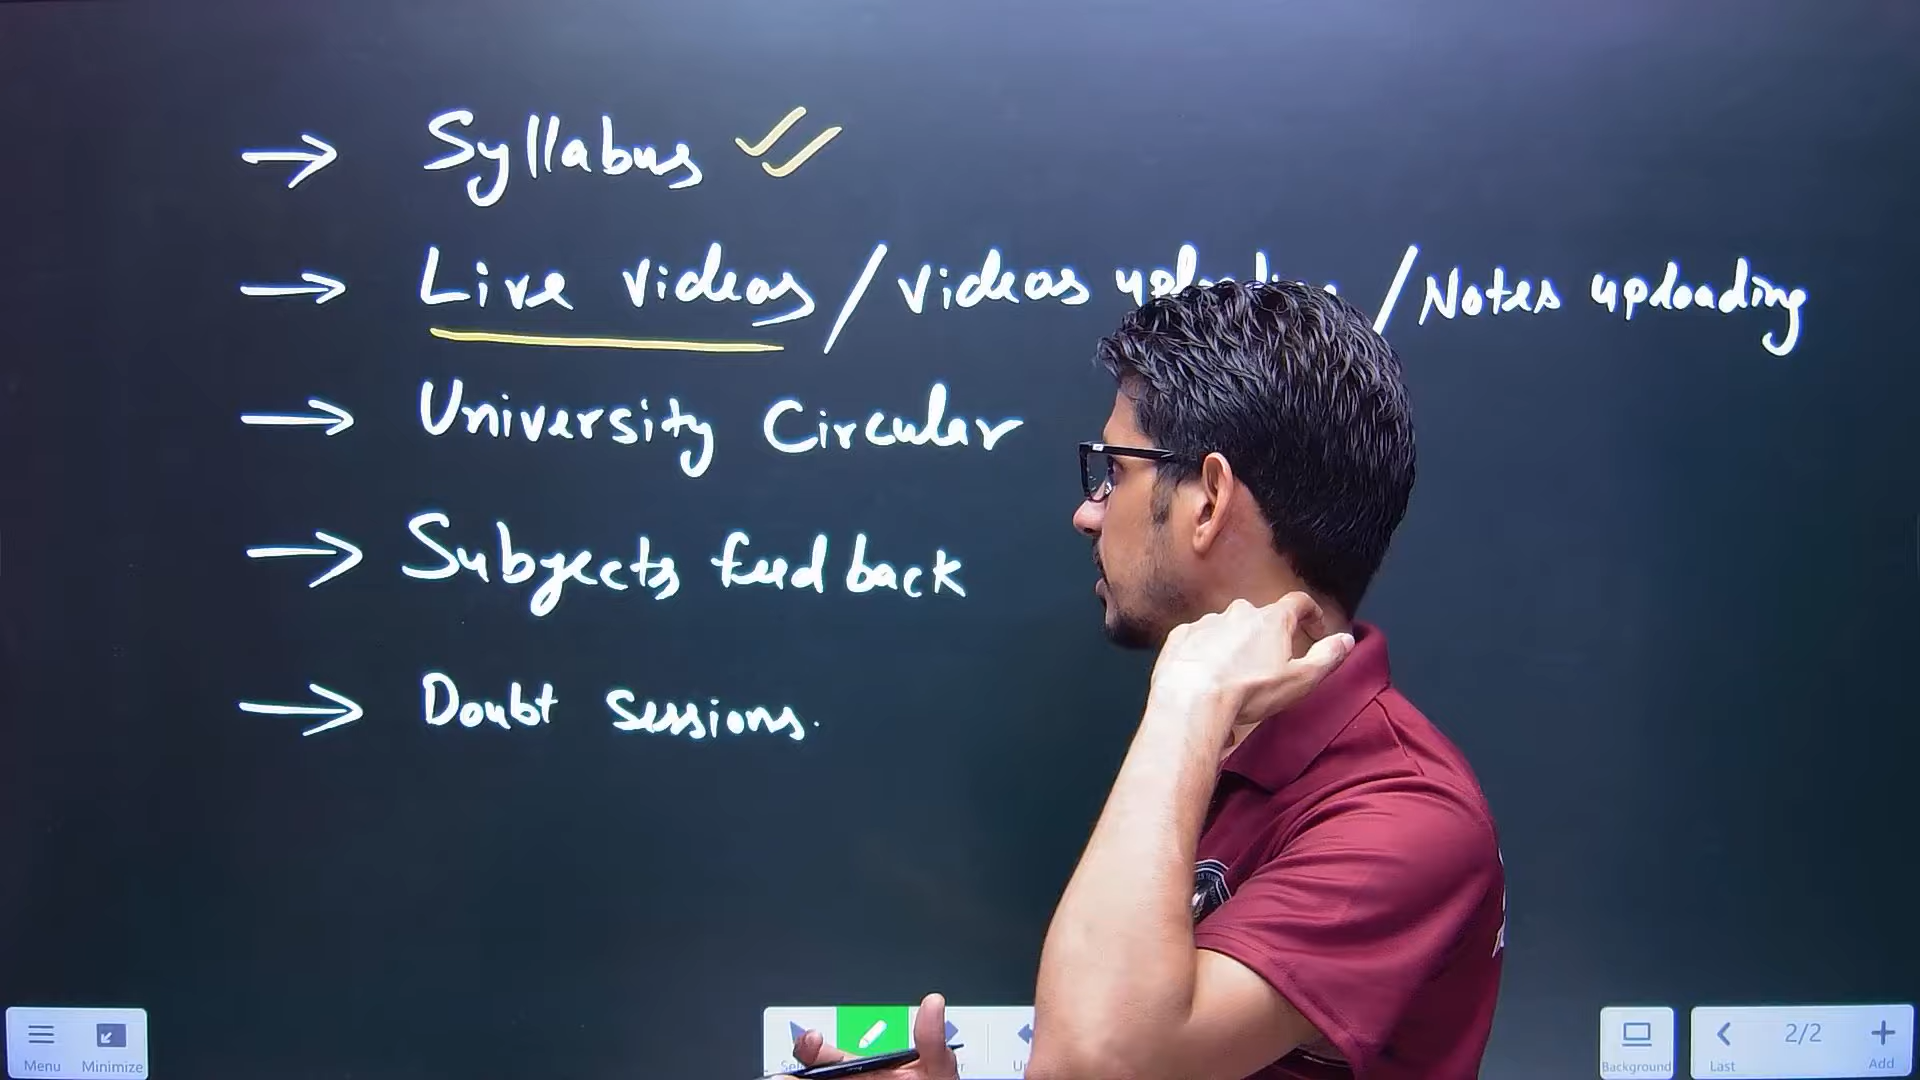 → Syllabus
→ Live videos / videos / Notes uploading
→ University Circular
→ Subjects feedback
→ Doubt sessions.
Menu
Minimize
Background
Last
2/2
Add